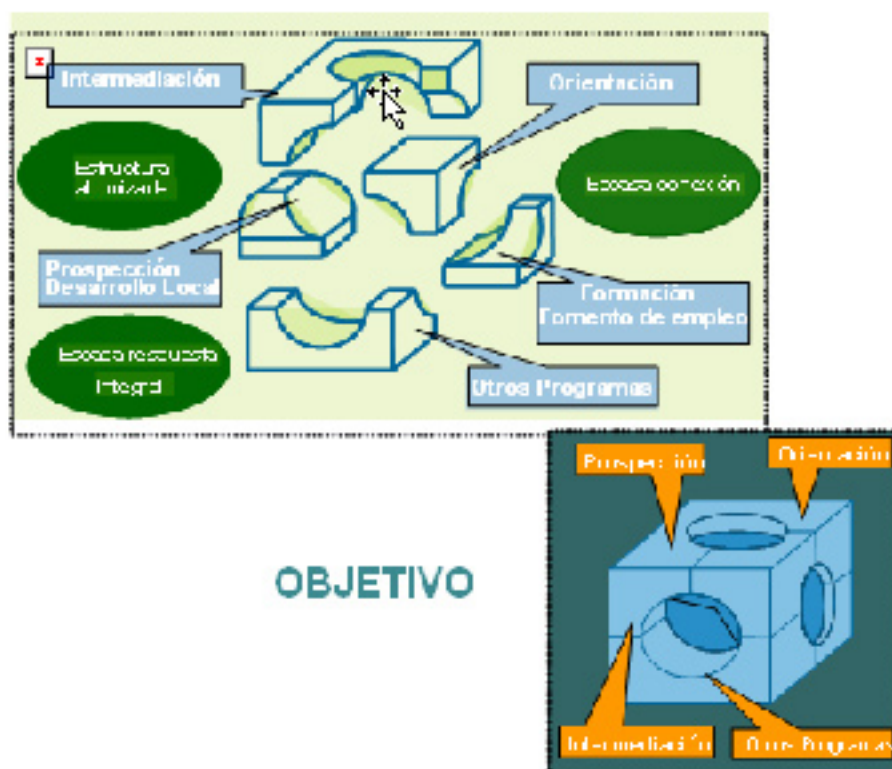 Intermediación
Orientación
Estructura
atomizada
Escasa conexión
Prospección
Desarrollo Local
Formación
Fomento de empleo
Escasa respuesta
integral
Otros Programas
Prospección
Orientación
OBJETIVO
Intermediación
Otros Programas